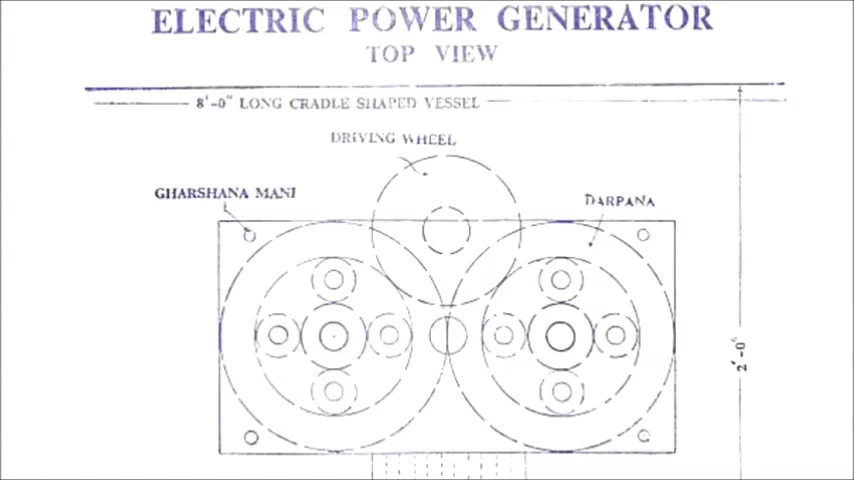 ELECTRIC POWER GENERATOR
TOP VIEW
8'-0" LONG CRADLE SHAPED VESSEL
DRIVING WHEEL
GHARSHANA MANI
DARPANA
2'-0"